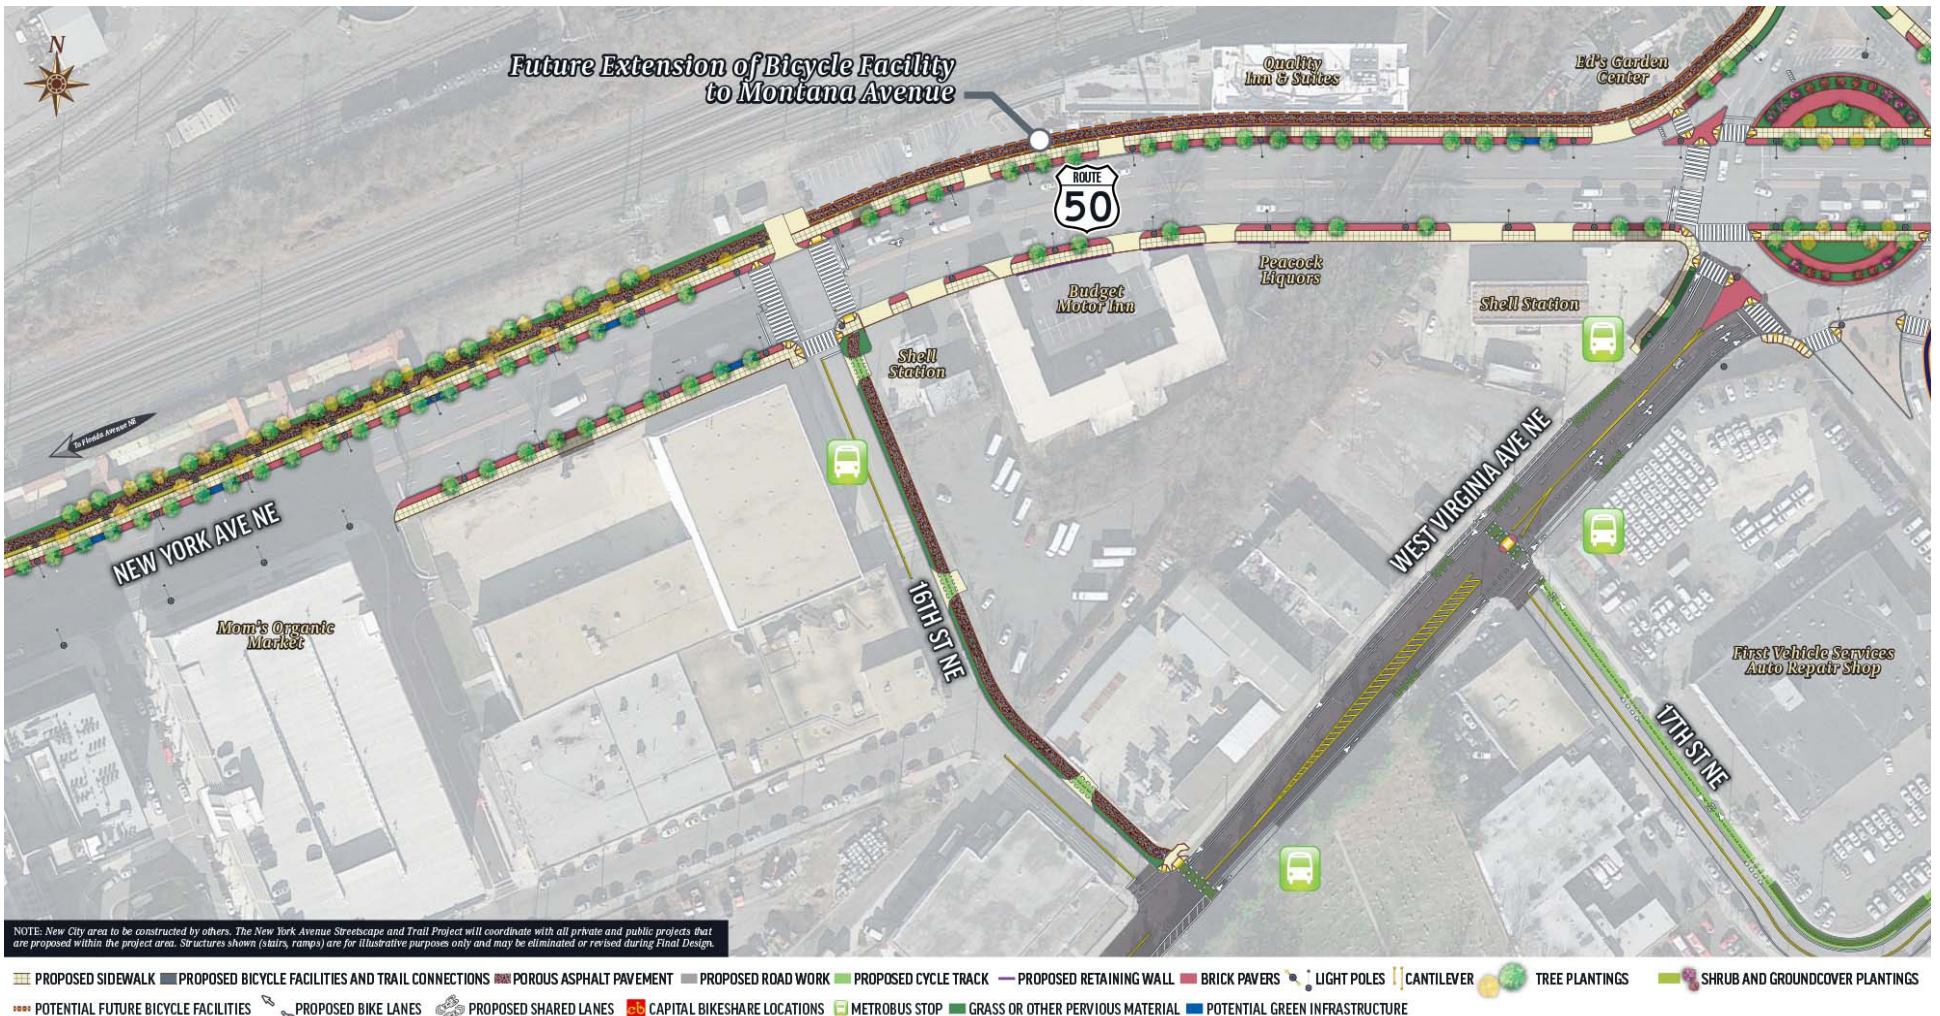 N
Future Extension of Bicycle Facility
to Montana Avenue
Quality
Inn & Suites
Ed's Garden
Center
ROUTE
50
Budget
Motor Inn
Peacock
Liquors
Shell Station
Shell
Station
To Florida Avenue NE
NEW YORK AVE NE
WEST VIRGINIA AVE NE
16TH ST NE
17TH ST NE
Mom's Organic
Market
First Vehicle Services
Auto Repair Shop
NOTE: New City area to be constructed by others. The New York Avenue Streetscape and Trail Project will coordinate with all private and public projects that
are proposed within the project area. Structures shown (stairs, ramps) are for illustrative purposes only and may be eliminated or revised during Final Design.
PROPOSED SIDEWALK PROPOSED BICYCLE FACILITIES AND TRAIL CONNECTIONS POROUS ASPHALT PAVEMENT PROPOSED ROAD WORK PROPOSED CYCLE TRACK PROPOSED RETAINING WALL BRICK PAVERS LIGHT POLES CANTILEVER TREE PLANTINGS SHRUB AND GROUNDCOVER PLANTINGS
POTENTIAL FUTURE BICYCLE FACILITIES PROPOSED BIKE LANES PROPOSED SHARED LANES cb CAPITAL BIKESHARE LOCATIONS METROBUS STOP GRASS OR OTHER PERVIOUS MATERIAL POTENTIAL GREEN INFRASTRUCTURE